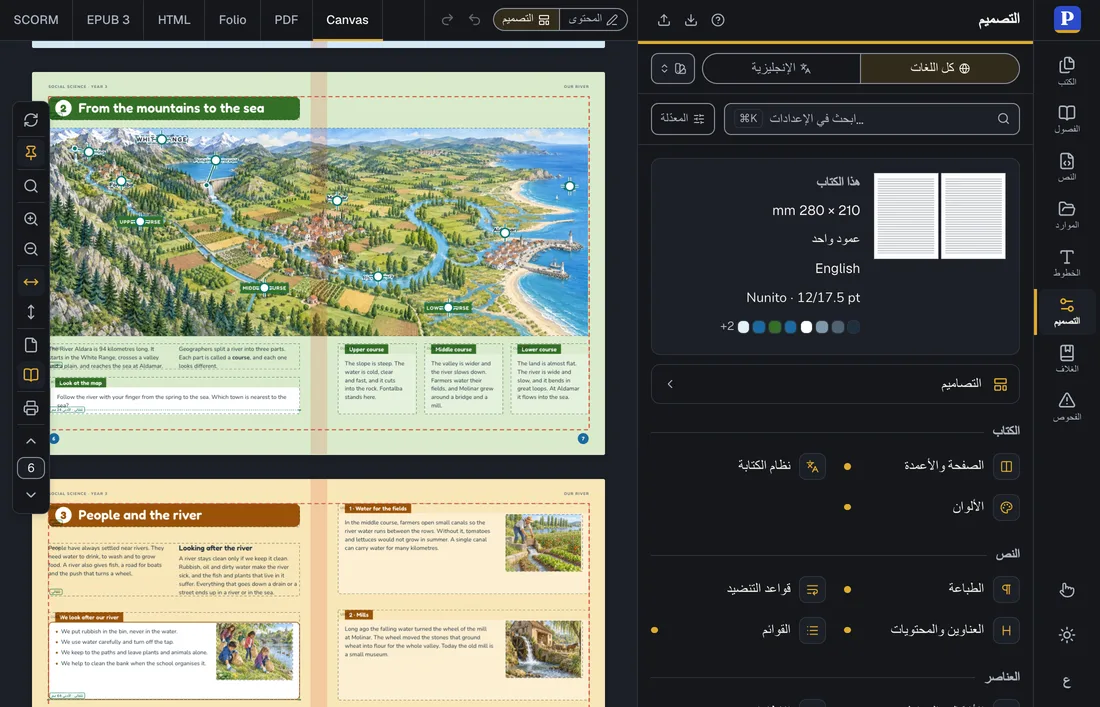 SCORM
EPUB 3
HTML
Folio
PDF
Canvas
التصميم
المحتوى
التصميم
P
كل اللغات
الإنجليزية
ابحث في الإعدادات...
⌘K
المعدّلة
هذا الكتاب
210 × 280 mm
عمود واحد
English
Nunito · 12/17.5 pt
+2
التصاميم
الكتاب
الصفحة والأعمدة
نظام الكتابة
الألوان
النص
الطباعة
قواعد التنضيد
العناوين والمحتويات
القوائم
العناصر
الكتب
الفصول
النص
الموارد
الخطوط
التصميم
الغلاف
الفحوص
ع
6
SOCIAL SCIENCE · YEAR 5
OUR RIVER
2 From the mountains to the sea
LOWER COURSE
The River Aldara is 94 kilometres long. It
starts in the White Range, crosses a valley
and a plain, and reaches the sea at Aldamar.
Geographers split a river into three parts.
Each part is called a course, and each one
looks different.
Look at the map
Follow the river with your finger from the spring to the sea. Which town is nearest to the
sea?
Upper course
The slope is steep. The
water is cold, clear
and fast, and it cuts
into the rock. Fontalba
stands here.
Middle course
The valley is wider and
the river slows down.
Farmers water their
fields, and Molinar grew
around a bridge and a
mill.
Lower course
The land is almost flat.
The river is wide and
slow, and it bends in
great loops. At Aldamar
it flows into the sea.
6
7
SOCIAL SCIENCE · YEAR 5
OUR RIVER
3 People and the river
People have always settled near rivers. They
need water to drink, to wash and to grow
food. A river also gives fish, a road for boats
and the push that turns a wheel.
Looking after the river
A river stays clean only if we keep it clean.
Rubbish, oil and dirty water make the river
sick, and the fish and plants that live in it
suffer. Everything that goes down a drain or a
street ends up in a river or in the sea.
We look after our river
• We put rubbish in the bin, never in the water.
• We use water carefully and turn off the tap.
• We keep to the paths and leave plants and animals alone.
• We help to clean the bank when the school organises it.
1 · Water for the fields
In the middle course, farmers open small canals so the
river water runs between the rows. Without it, tomatoes
and lettuces would not grow in summer. A single canal
can carry water for many kilometres.
2 · Mills
Long ago the falling water turned the wheel of the mill
at Molinar. The wheel moved the stones that ground
wheat into flour for the whole valley. Today the old mill is
a small museum.